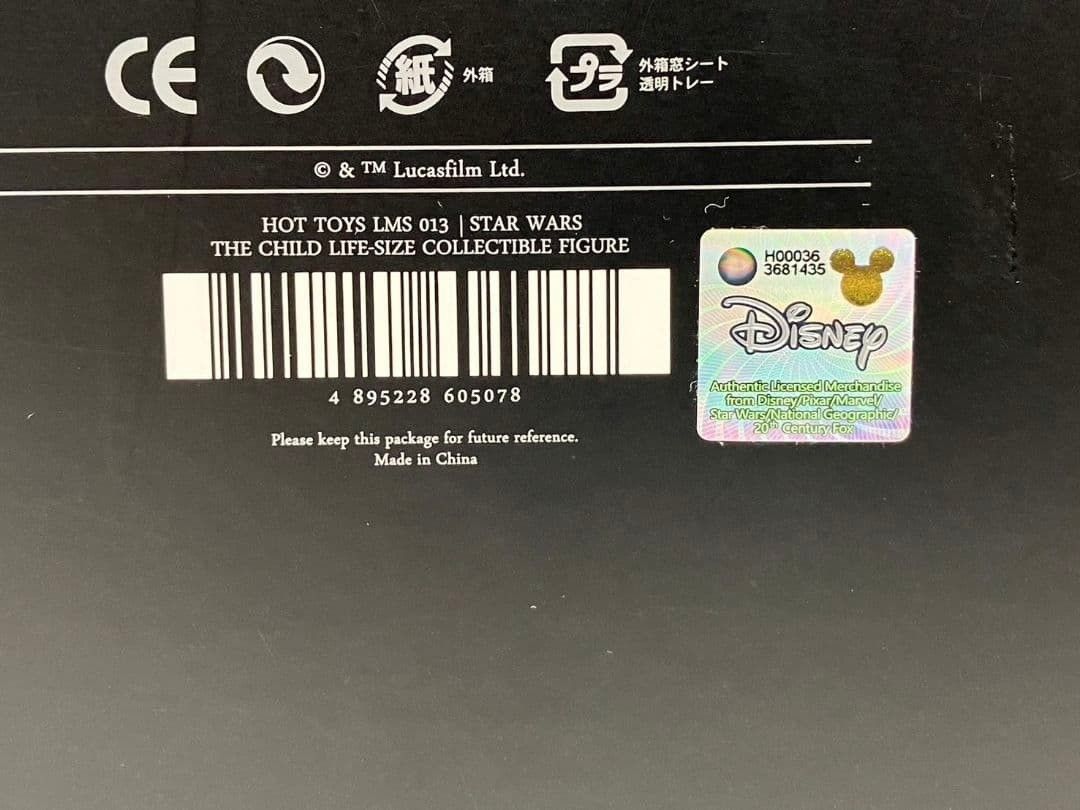 CE
紙
外箱
プラ
外箱窓シート
透明トレー
© & ™ Lucasfilm Ltd.
HOT TOYS LMS 013 | STAR WARS
THE CHILD LIFE-SIZE COLLECTIBLE FIGURE
4 895228 605078
Please keep this package for future reference.
Made in China
H00036
3681435
Disney
Authentic Licensed Merchandise
from Disney/Pixar/Marvel/
Star Wars/National Geographic/
20th Century Fox